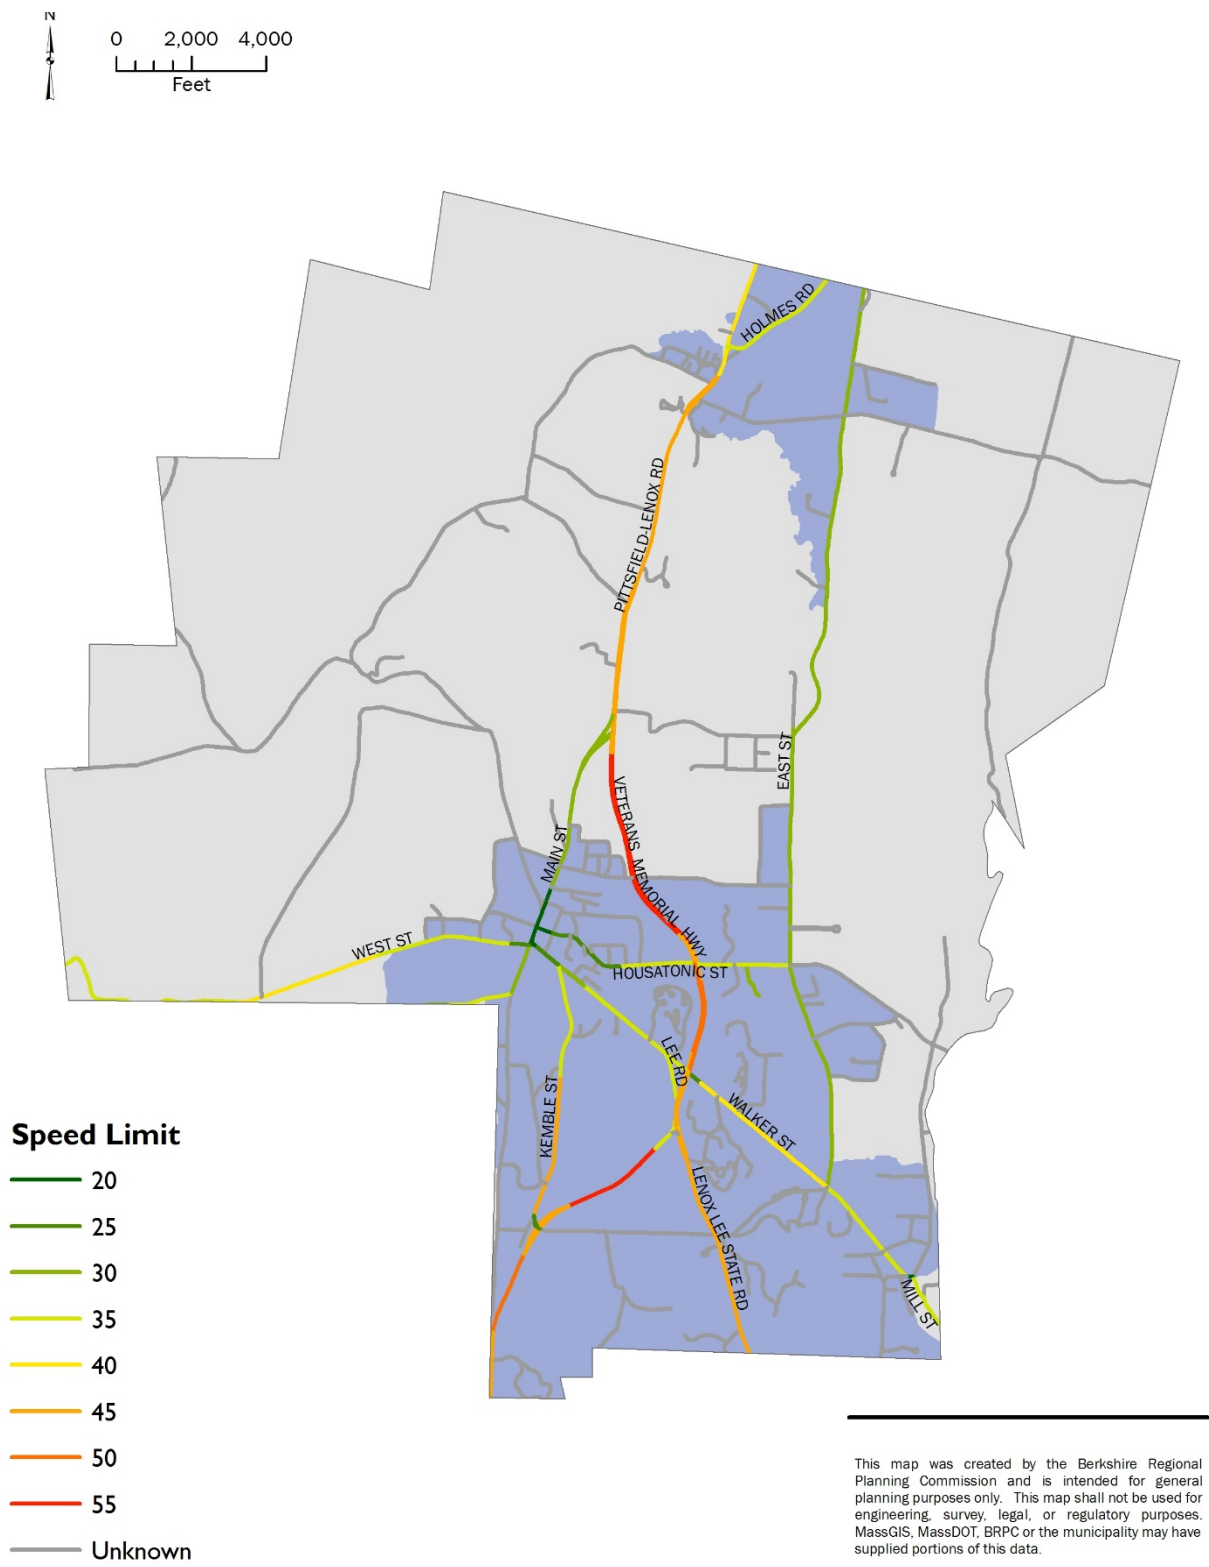 N
0 2,000 4,000
Feet
HOLMES RD
PITTSFIELD-LENOX RD
EAST ST
VETERANS MEMORIAL HWY
MAIN ST
WEST ST
HOUSATONIC ST
LEE RD
KEMBLE ST
WALKER ST
LENOX LEE STATE RD
MILL ST
Speed Limit
20
25
30
35
40
45
50
55
Unknown
This map was created by the Berkshire Regional
Planning Commission and is intended for general
planning purposes only. This map shall not be used for
engineering, survey, legal, or regulatory purposes.
MassGIS, MassDOT, BRPC or the municipality may have
supplied portions of this data.